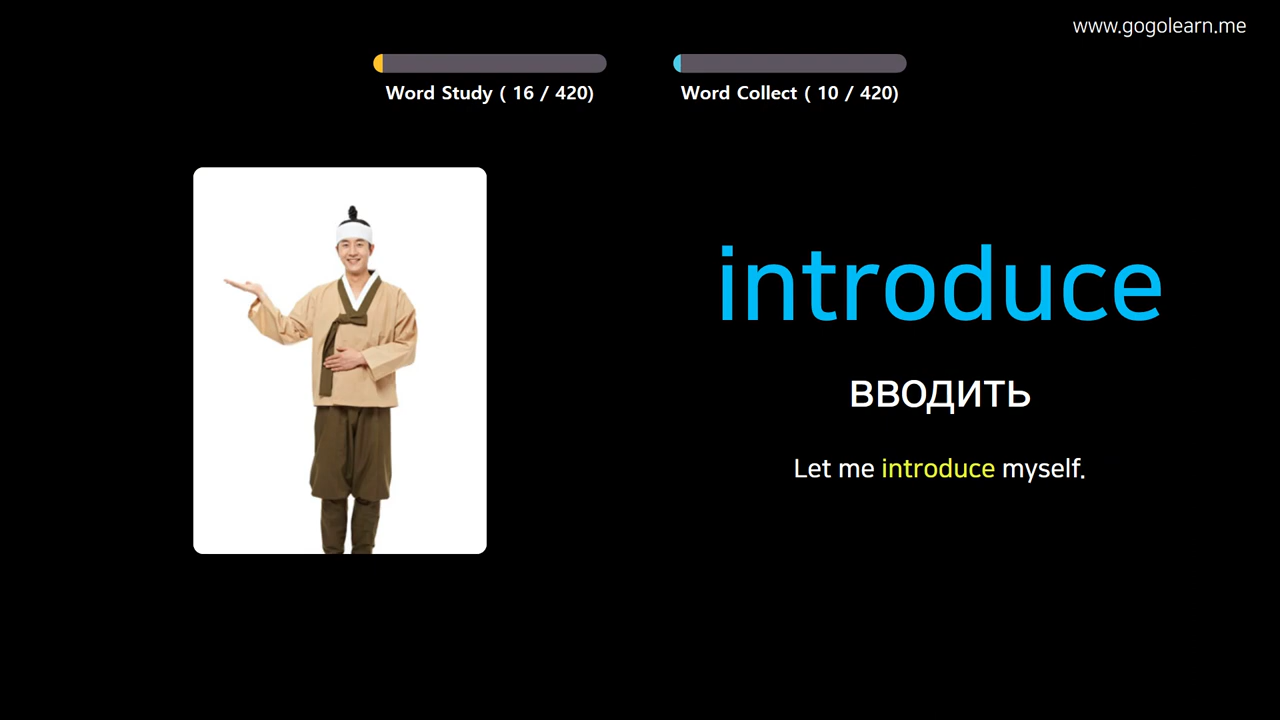 www.gogolearn.me
Word Study ( 16 / 420)
Word Collect ( 10 / 420)
introduce
вводить
Let me introduce myself.